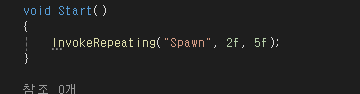 void Start()
{
InvokeRepeating("Spawn", 2f, 5f);
}
참조 0개